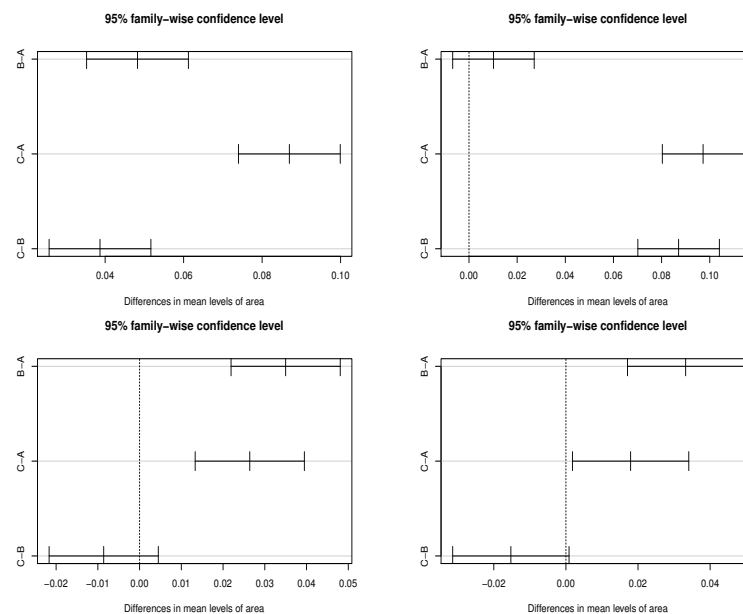 95% family−wise confidence level
B−A
C−A
C−B
0.04 0.06 0.08 0.10
Differences in mean levels of area
95% family−wise confidence level
B−A
C−A
C−B
0.00 0.02 0.04 0.06 0.08 0.10
Differences in mean levels of area
95% family−wise confidence level
B−A
C−A
C−B
−0.02 −0.01 0.00 0.01 0.02 0.03 0.04 0.05
Differences in mean levels of area
95% family−wise confidence level
B−A
C−A
C−B
−0.02 0.00 0.02 0.04
Differences in mean levels of area